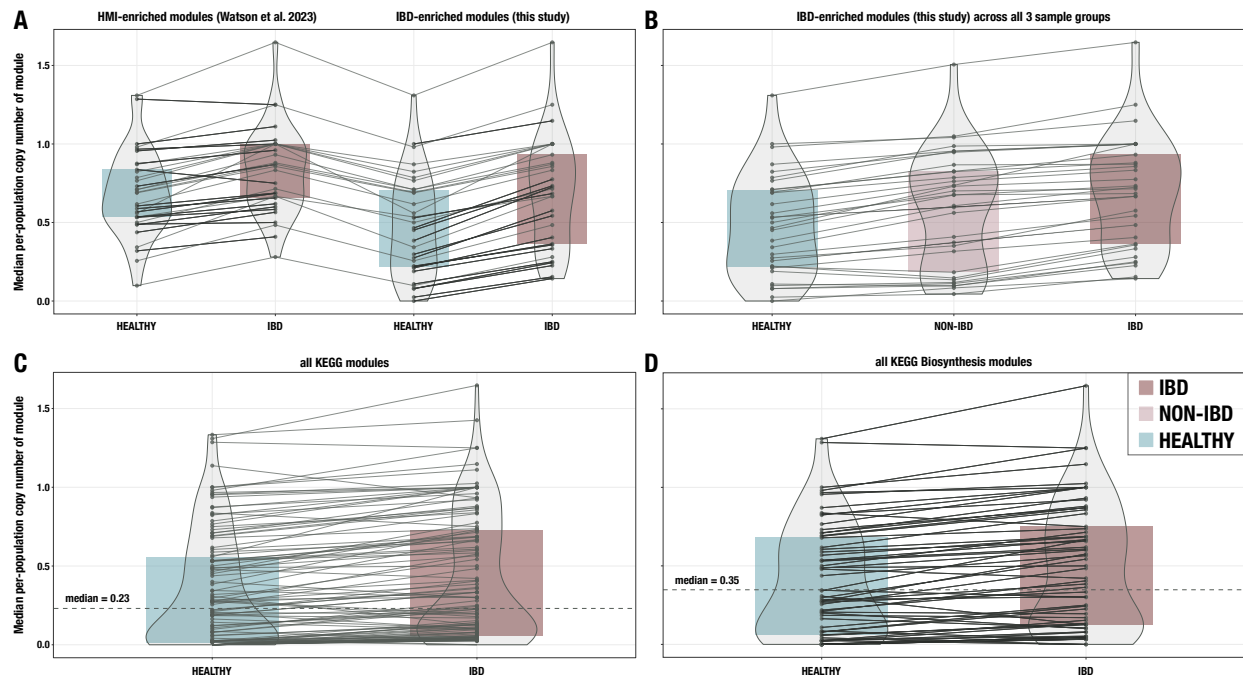 A
HMI-enriched modules (Watson et al. 2023)
IBD-enriched modules (this study)
Median per-population copy number of module
1.5
1.0
0.5
0.0
HEALTHY
IBD
HEALTHY
IBD
B
IBD-enriched modules (this study) across all 3 sample groups
HEALTHY
NON-IBD
IBD
C
all KEGG modules
Median per-population copy number of module
1.5
1.0
0.5
0.0
median = 0.23
HEALTHY
IBD
D
all KEGG Biosynthesis modules
median = 0.35
HEALTHY
IBD
IBD
NON-IBD
HEALTHY